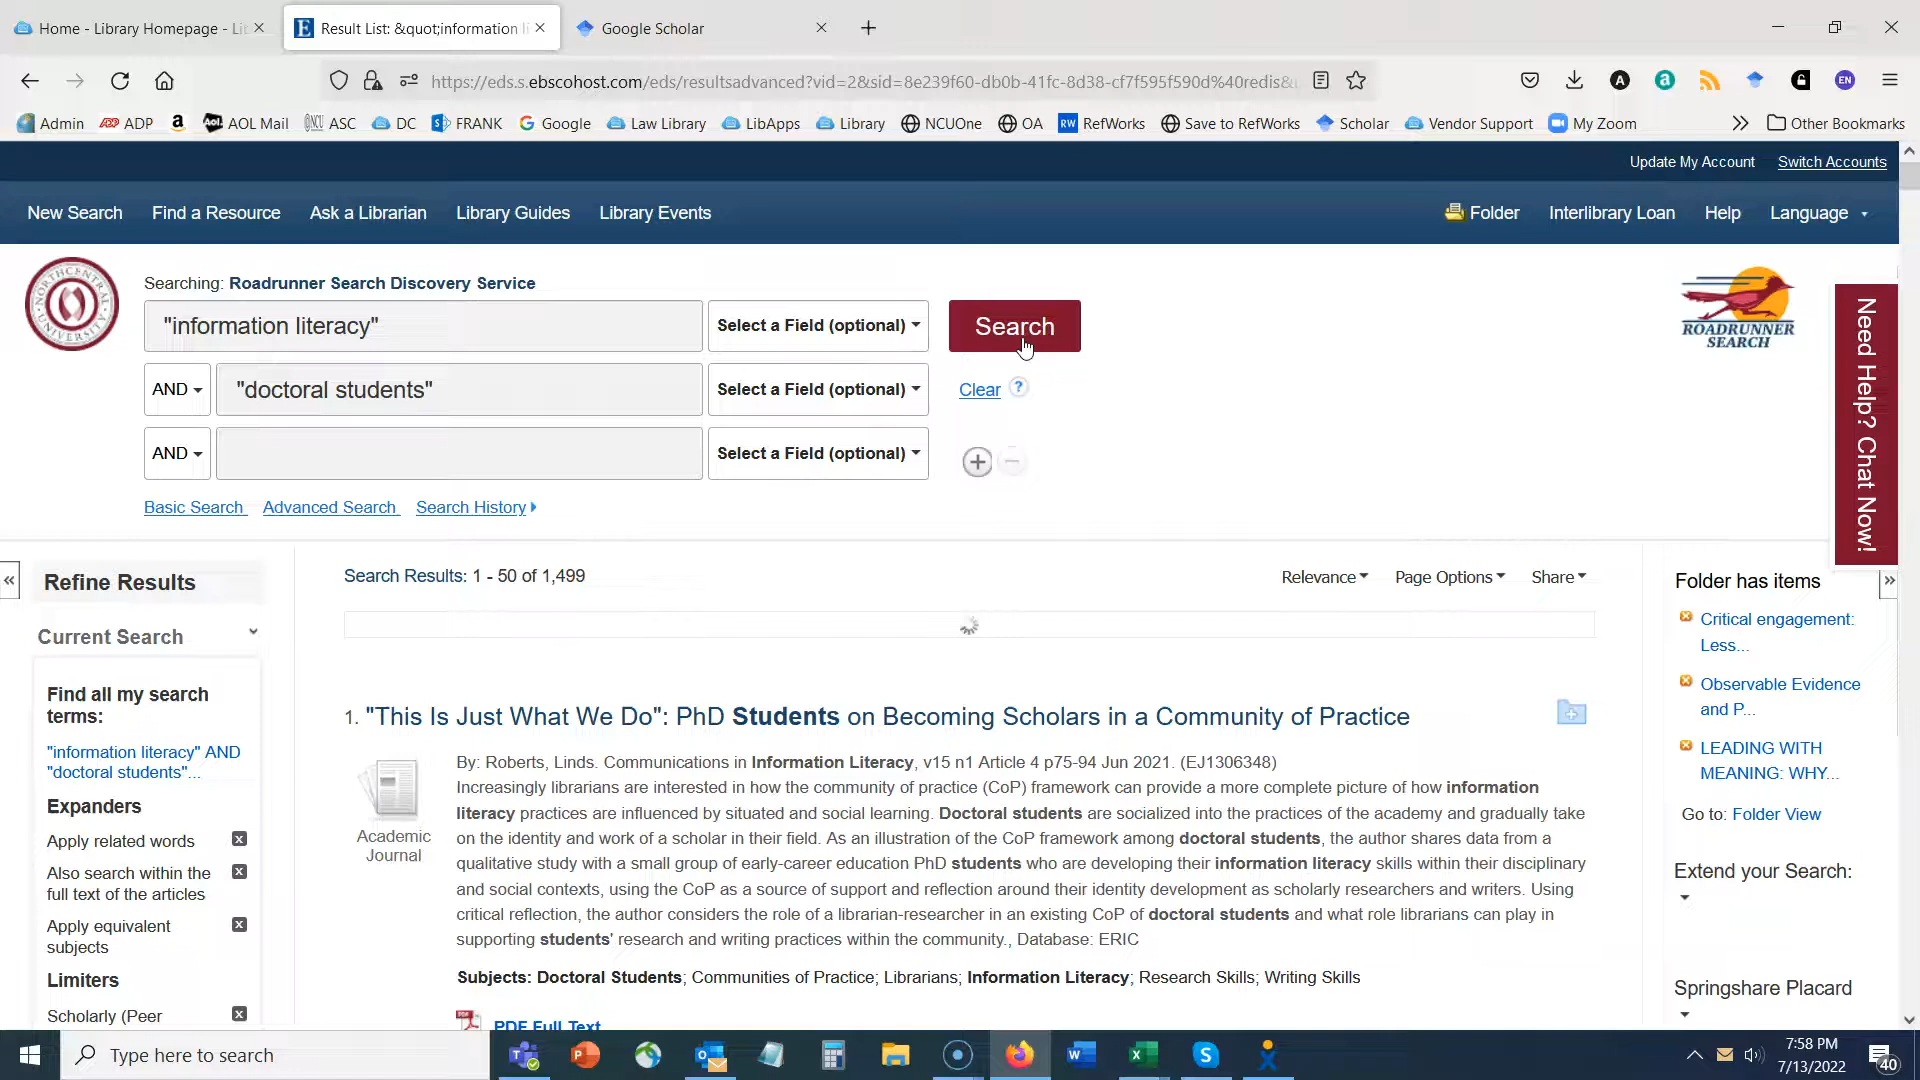 Home - Library Homepage - Lib
Result List: &quot;information li
Google Scholar
https://eds.s.ebscohost.com/eds/resultsadvanced?vid=2&sid=8e239f60-db0b-41fc-8d38-cf7f595f590d%40redis&
EN
Admin
ADP
AOL Mail
ASC
DC
FRANK
Google
Law Library
LibApps
Library
NCUOne
OA
RW RefWorks
Save to RefWorks
Scholar
Vendor Support
My Zoom
Other Bookmarks
Update My Account
Switch Accounts
New Search
Find a Resource
Ask a Librarian
Library Guides
Library Events
Folder
Interlibrary Loan
Help
Language
NORTHCENTRAL UNIVERSITY
Searching: Roadrunner Search Discovery Service
"information literacy"
Select a Field (optional)
Search
ROADRUNNER
SEARCH
Need Help? Chat Now!
AND
"doctoral students"
Select a Field (optional)
Clear
?
AND
Select a Field (optional)
Basic Search
Advanced Search
Search History
Refine Results
Current Search
Find all my search
terms:
"information literacy" AND
"doctoral students"...
Expanders
Apply related words
Also search within the
full text of the articles
Apply equivalent
subjects
Limiters
Scholarly (Peer
Search Results: 1 - 50 of 1,499
Relevance
Page Options
Share
1. "This Is Just What We Do": PhD Students on Becoming Scholars in a Community of Practice
Academic
Journal
By: Roberts, Linds. Communications in Information Literacy, v15 n1 Article 4 p75-94 Jun 2021. (EJ1306348)
Increasingly librarians are interested in how the community of practice (CoP) framework can provide a more complete picture of how information
literacy practices are influenced by situated and social learning. Doctoral students are socialized into the practices of the academy and gradually take
on the identity and work of a scholar in their field. As an illustration of the CoP framework among doctoral students, the author shares data from a
qualitative study with a small group of early-career education PhD students who are developing their information literacy skills within their disciplinary
and social contexts, using the CoP as a source of support and reflection around their identity development as scholarly researchers and writers. Using
critical reflection, the author considers the role of a librarian-researcher in an existing CoP of doctoral students and what role librarians can play in
supporting students' research and writing practices within the community., Database: ERIC
Subjects: Doctoral Students; Communities of Practice; Librarians; Information Literacy; Research Skills; Writing Skills
PDF Full Text
Folder has items
Critical engagement:
Less...
Observable Evidence
and P...
LEADING WITH
MEANING: WHY...
Go to: Folder View
Extend your Search:
Springshare Placard
Type here to search
7:58 PM
7/13/2022
40